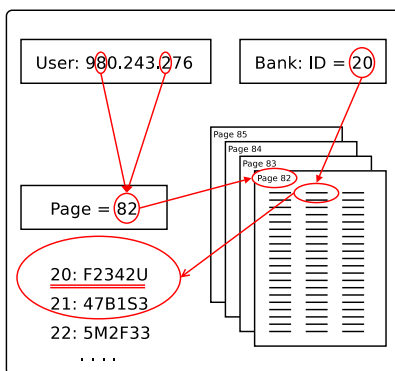 User: 980.243.276
Bank: ID = 20
Page 85
Page 84
Page 83
Page 82
Page = 82
20: F2342U
21: 47B1S3
22: 5M2F33
. . . .